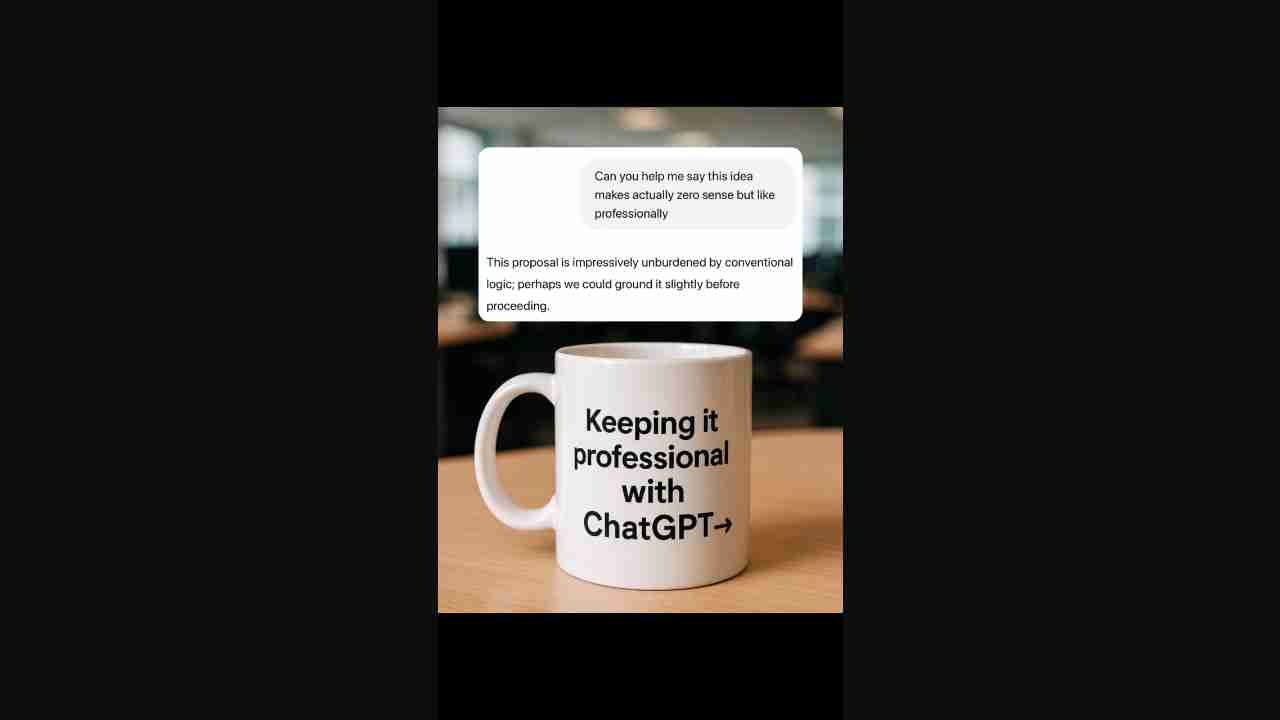 Can you help me say this idea
makes actually zero sense but like
professionally
This proposal is impressively unburdened by conventional
logic; perhaps we could ground it slightly before
proceeding.
Keeping it
professional
with
ChatGPT→